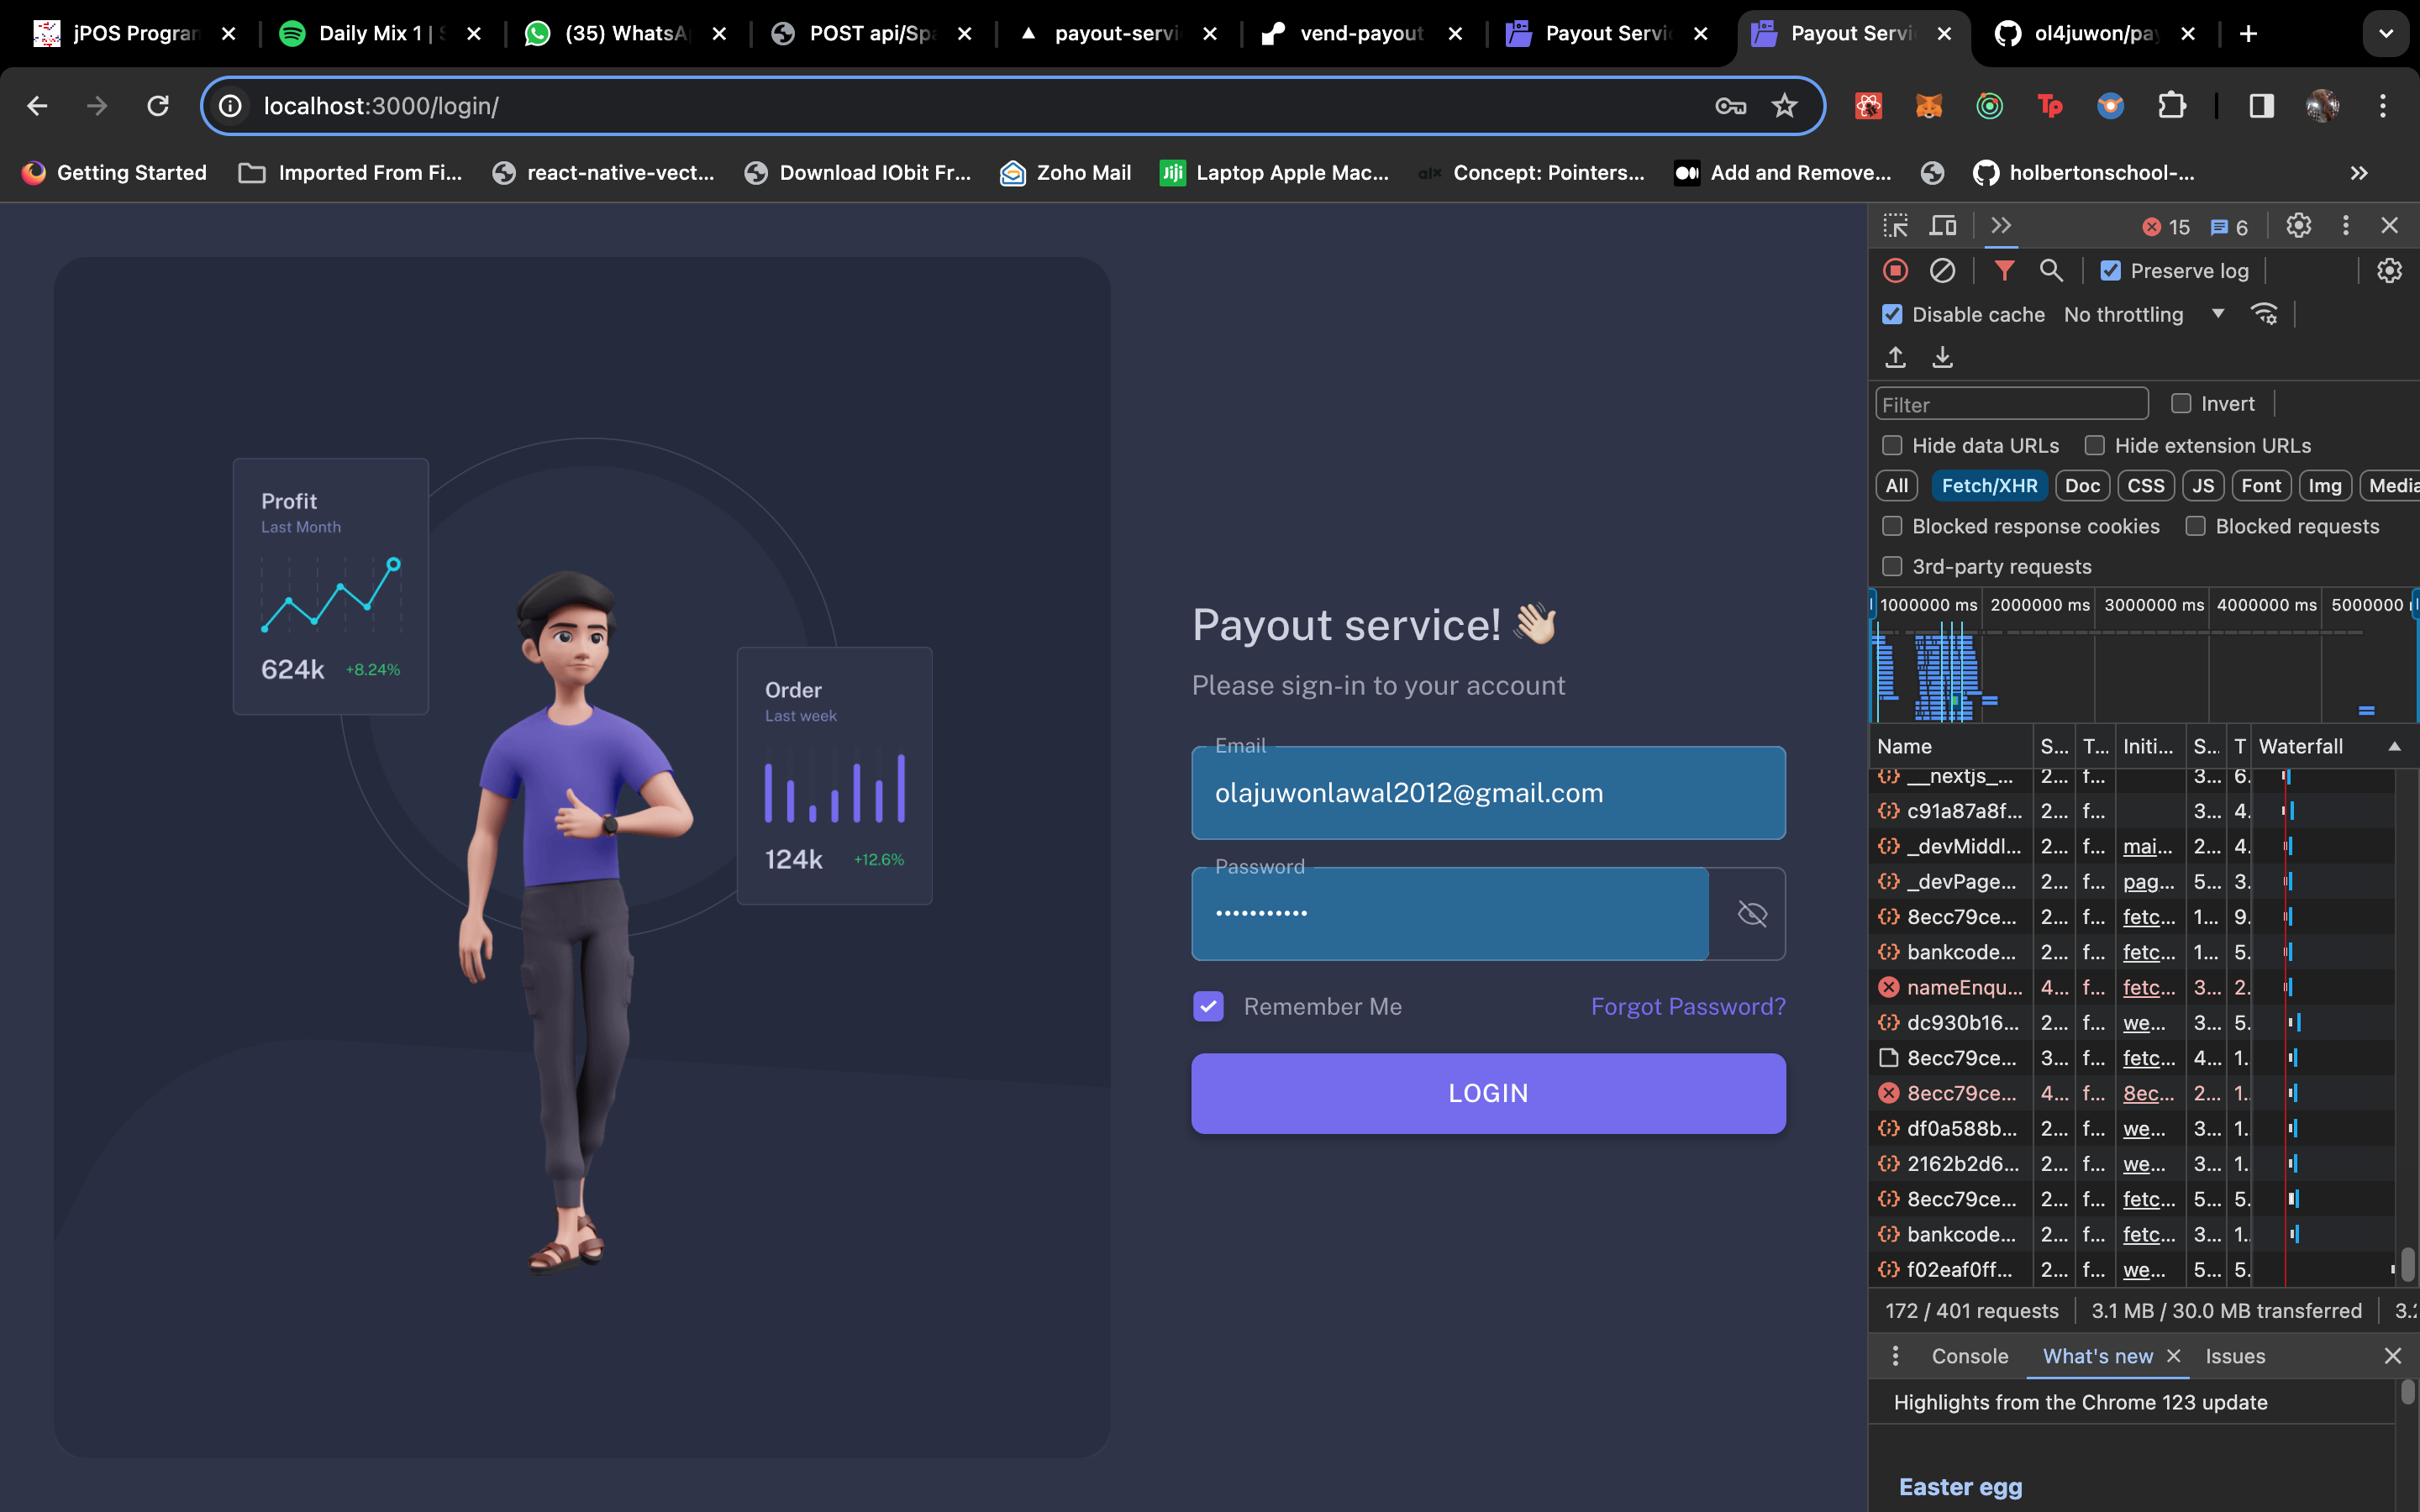 jPOS Progran
Daily Mix 1 | S
(35) WhatsA
POST api/Spa
payout-servi
vend-payout
Payout Servi
Payout Servi
ol4juwon/pay
localhost:3000/login/
Getting Started
Imported From Fi...
react-native-vect...
Download IObit Fr...
Zoho Mail
Jiji
Laptop Apple Mac...
Concept: Pointers...
Add and Remove...
holbertonschool-...
15
6
Preserve log
Disable cache
No throttling
Filter
Invert
Hide data URLs
Hide extension URLs
All
Fetch/XHR
Doc
CSS
JS
Font
Img
Media
Blocked response cookies
Blocked requests
3rd-party requests
1000000 ms
2000000 ms
3000000 ms
4000000 ms
5000000
Profit
Last Month
624k +8.24%
Order
Last week
124k +12.6%
Payout service! 👋🏻
Please sign-in to your account
Email
olajuwonlawal2012@gmail.com
Password
•••••••••••
Remember Me
Forgot Password?
LOGIN
Name S... T... Initi... S... T Waterfall
__nextjs_... 2... f... 3... 6.
c91a87a8f... 2... f... 3... 4.
_devMiddl... 2... f... mai... 2... 4.
_devPage... 2... f... pag... 5... 3.
8ecc79ce... 2... f... fetc... 1... 9.
bankcode... 2... f... fetc... 1... 5.
nameEnqu... 4... f... fetc... 3... 2.
dc930b16... 2... f... we... 3... 5.
8ecc79ce... 3... f... fetc... 4... 1.
8ecc79ce... 4... f... 8ec... 2... 1.
df0a588b... 2... f... we... 3... 1.
2162b2d6... 2... f... we... 3... 1.
8ecc79ce... 2... f... fetc... 5... 5.
bankcode... 2... f... fetc... 3... 1.
f02eaf0ff... 2... f... we... 5... 5.
172 / 401 requests
3.1 MB / 30.0 MB transferred
3.2
Console
What's new
Issues
Highlights from the Chrome 123 update
Easter egg